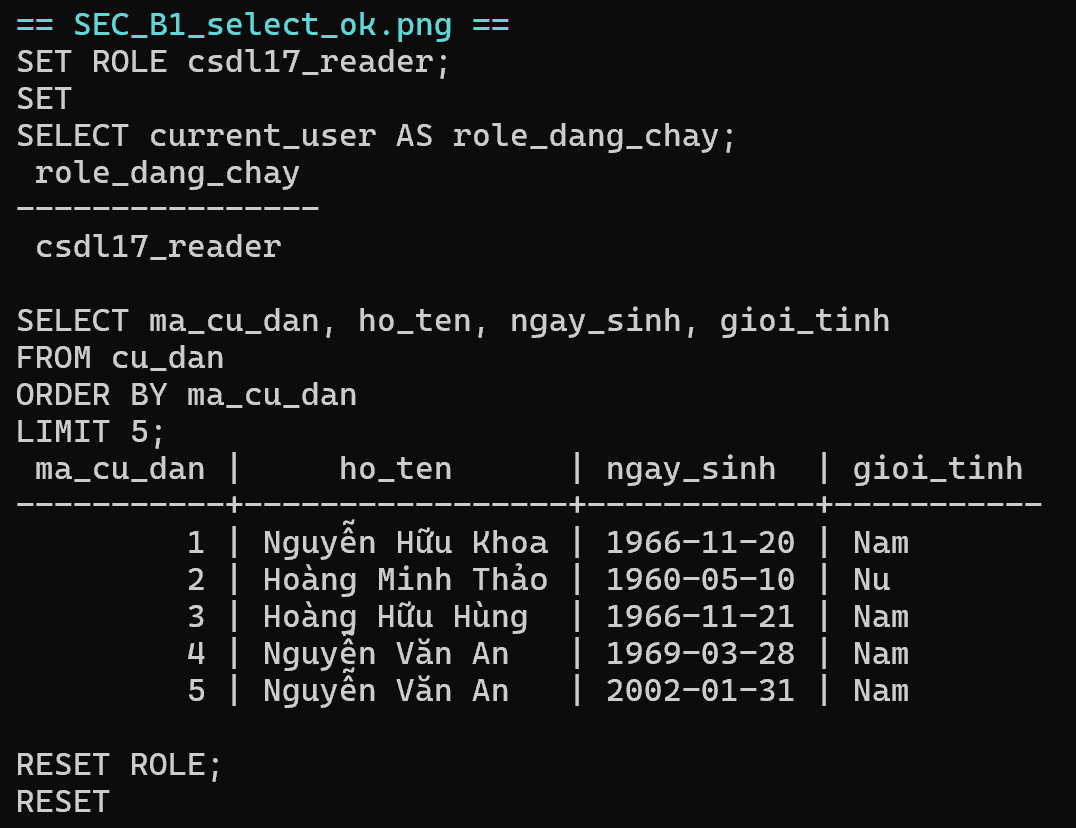 == SEC_B1_select_ok.png ==
SET ROLE csdl17_reader;
SET
SELECT current_user AS role_dang_chay;
 role_dang_chay
----------------
 csdl17_reader

SELECT ma_cu_dan, ho_ten, ngay_sinh, gioi_tinh
FROM cu_dan
ORDER BY ma_cu_dan
LIMIT 5;
 ma_cu_dan |     ho_ten      | ngay_sinh  | gioi_tinh
-----------+-----------------+------------+-----------
         1 | Nguyễn Hữu Khoa | 1966-11-20 | Nam
         2 | Hoàng Minh Thảo | 1960-05-10 | Nu
         3 | Hoàng Hữu Hùng  | 1966-11-21 | Nam
         4 | Nguyễn Văn An   | 1969-03-28 | Nam
         5 | Nguyễn Văn An   | 2002-01-31 | Nam

RESET ROLE;
RESET